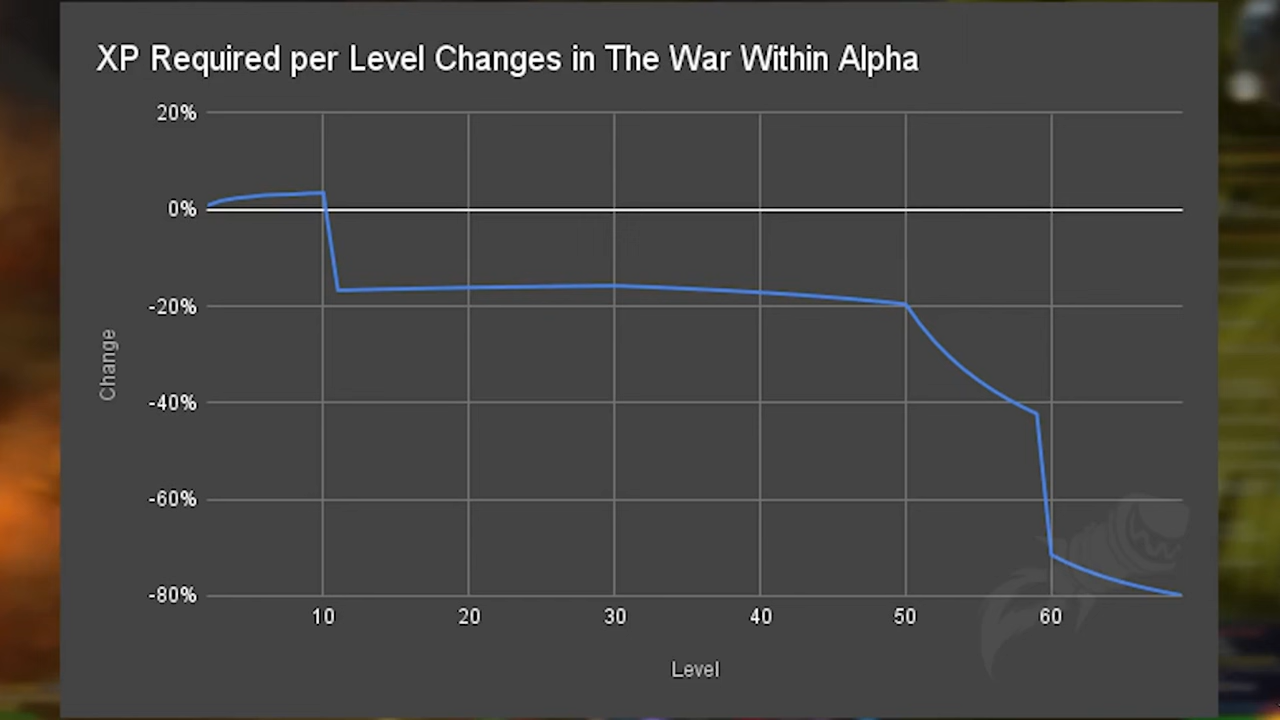 XP Required per Level Changes in The War Within Alpha
20%
0%
-20%
-40%
-60%
-80%
Change
10 20 30 40 50 60
Level